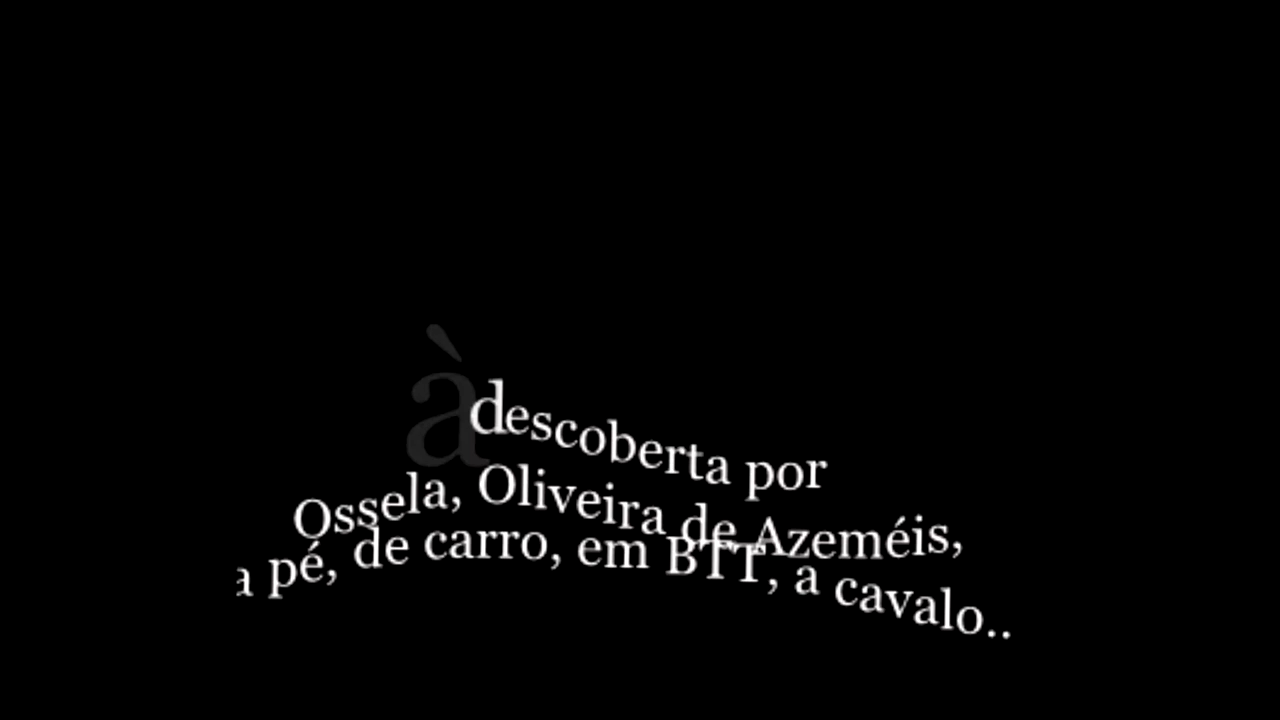 à descoberta por
Ossela, Oliveira de Azeméis,
a pé, de carro, em BTT, a cavalo..